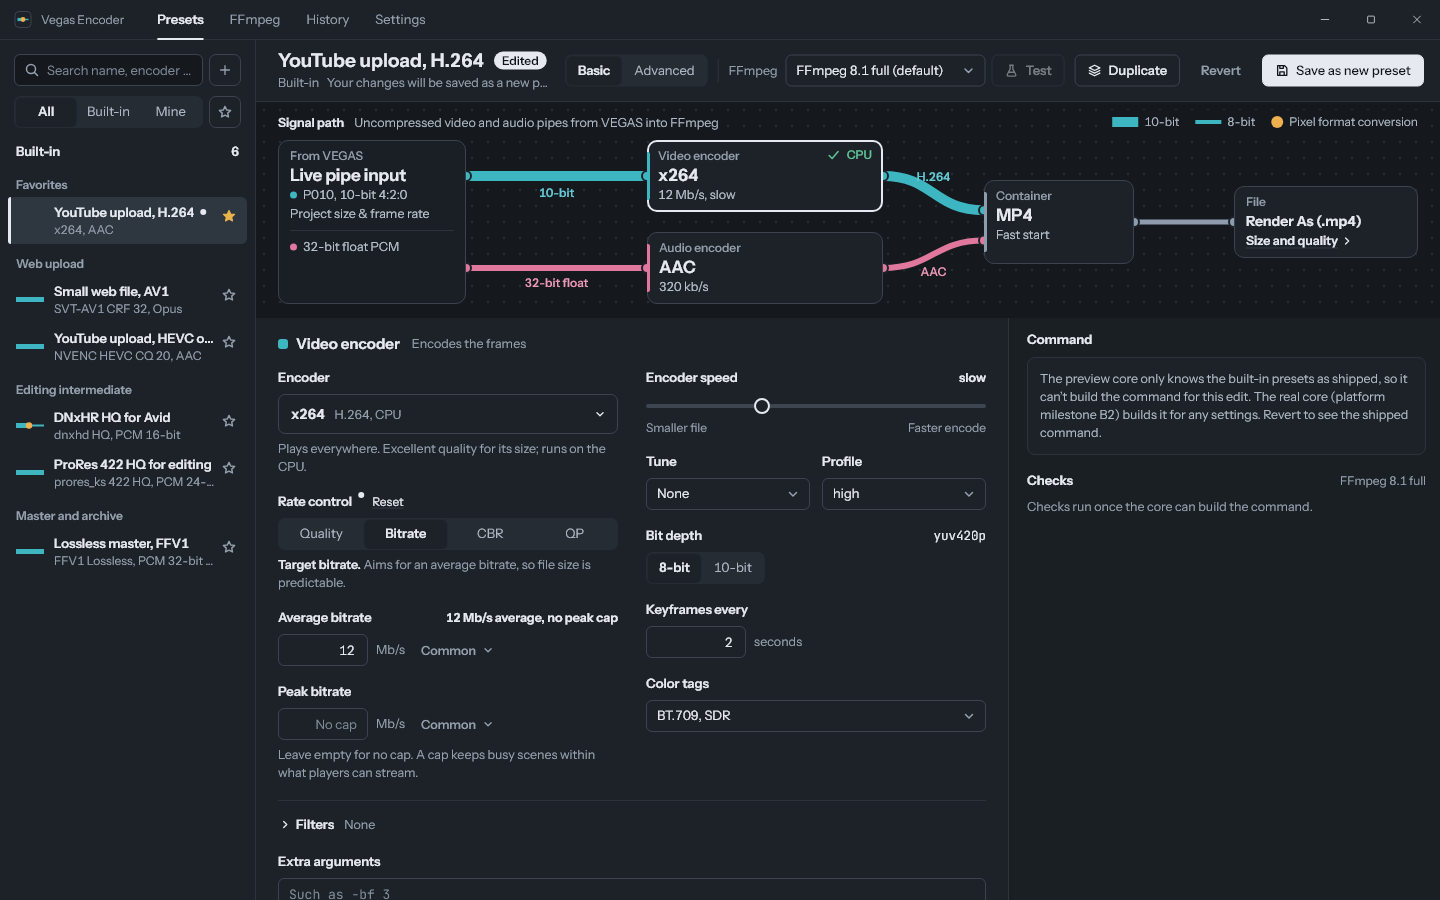 Vegas Encoder
Presets
FFmpeg
History
Settings
Search name, encoder ...
All
Built-in
Mine
Built-in
6
Favorites
YouTube upload, H.264
x264, AAC
Web upload
Small web file, AV1
SVT-AV1 CRF 32, Opus
YouTube upload, HEVC o...
NVENC HEVC CQ 20, AAC
Editing intermediate
DNxHR HQ for Avid
dnxhd HQ, PCM 16-bit
ProRes 422 HQ for editing
prores_ks 422 HQ, PCM 24-...
Master and archive
Lossless master, FFV1
FFV1 Lossless, PCM 32-bit ...
YouTube upload, H.264
Edited
Built-in
Your changes will be saved as a new p...
Basic
Advanced
FFmpeg
FFmpeg 8.1 full (default)
Test
Duplicate
Revert
Save as new preset
Signal path
Uncompressed video and audio pipes from VEGAS into FFmpeg
10-bit
8-bit
Pixel format conversion
From VEGAS
Live pipe input
P010, 10-bit 4:2:0
Project size & frame rate
32-bit float PCM
10-bit
32-bit float
Video encoder
CPU
x264
12 Mb/s, slow
Audio encoder
AAC
320 kb/s
H.264
AAC
Container
MP4
Fast start
File
Render As (.mp4)
Size and quality
Video encoder
Encodes the frames
Encoder
x264
H.264, CPU
Plays everywhere. Excellent quality for its size; runs on the
CPU.
Rate control
Reset
Quality
Bitrate
CBR
QP
Target bitrate. Aims for an average bitrate, so file size is
predictable.
Average bitrate
12 Mb/s average, no peak cap
12
Mb/s
Common
Peak bitrate
No cap
Mb/s
Common
Leave empty for no cap. A cap keeps busy scenes within
what players can stream.
Encoder speed
slow
Smaller file
Faster encode
Tune
Profile
None
high
Bit depth
yuv420p
8-bit
10-bit
Keyframes every
2
seconds
Color tags
BT.709, SDR
Filters
None
Extra arguments
Such as -bf 3
Command
The preview core only knows the built-in presets as shipped, so it
can't build the command for this edit. The real core (platform
milestone B2) builds it for any settings. Revert to see the shipped
command.
Checks
FFmpeg 8.1 full
Checks run once the core can build the command.